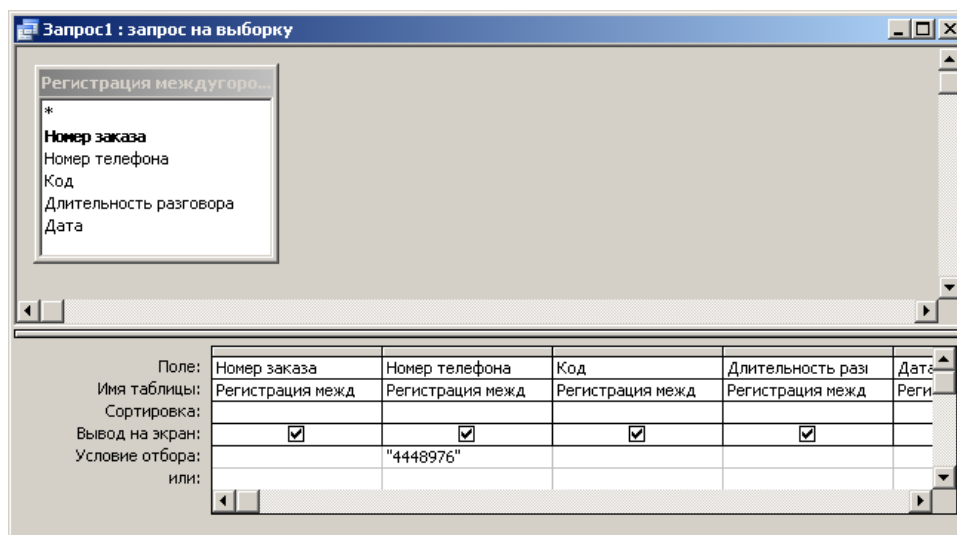 Запрос1 : запрос на выборку
Регистрация междугоро...
*
Номер заказа
Номер телефона
Код
Длительность разговора
Дата
Поле: Номер заказа Номер телефона Код Длительность разі Дата
Имя таблицы: Регистрация межд Регистрация межд Регистрация межд Регистрация межд Реги
Сортировка:
Вывод на экран:
Условие отбора: "4448976"
или: